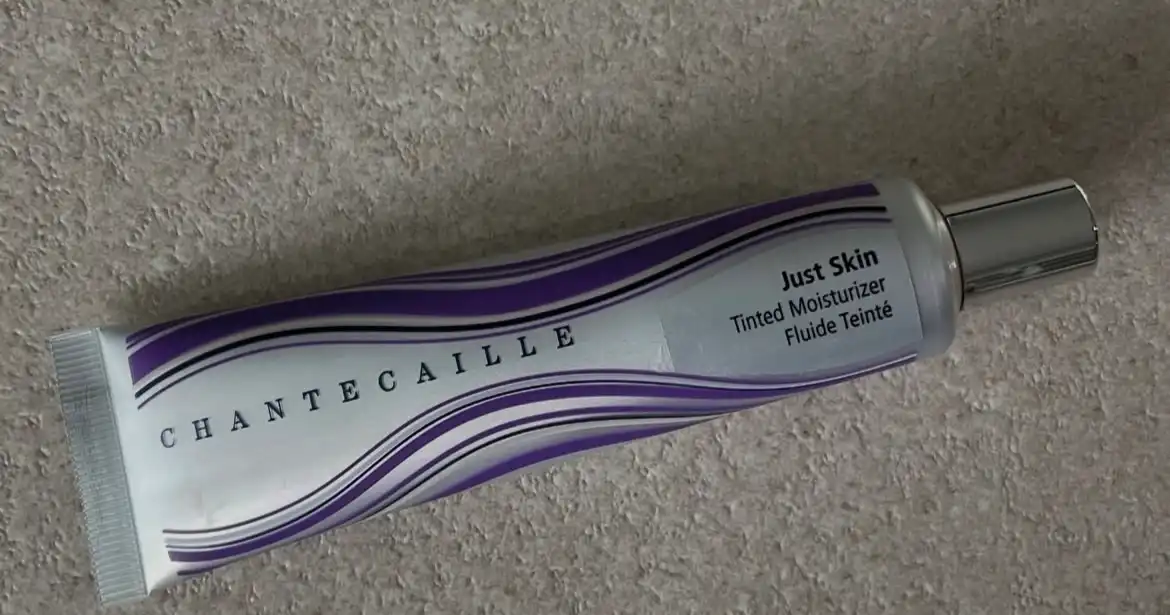 CHANTECAILLE
Just Skin
Tinted Moisturizer
Fluide Teinté